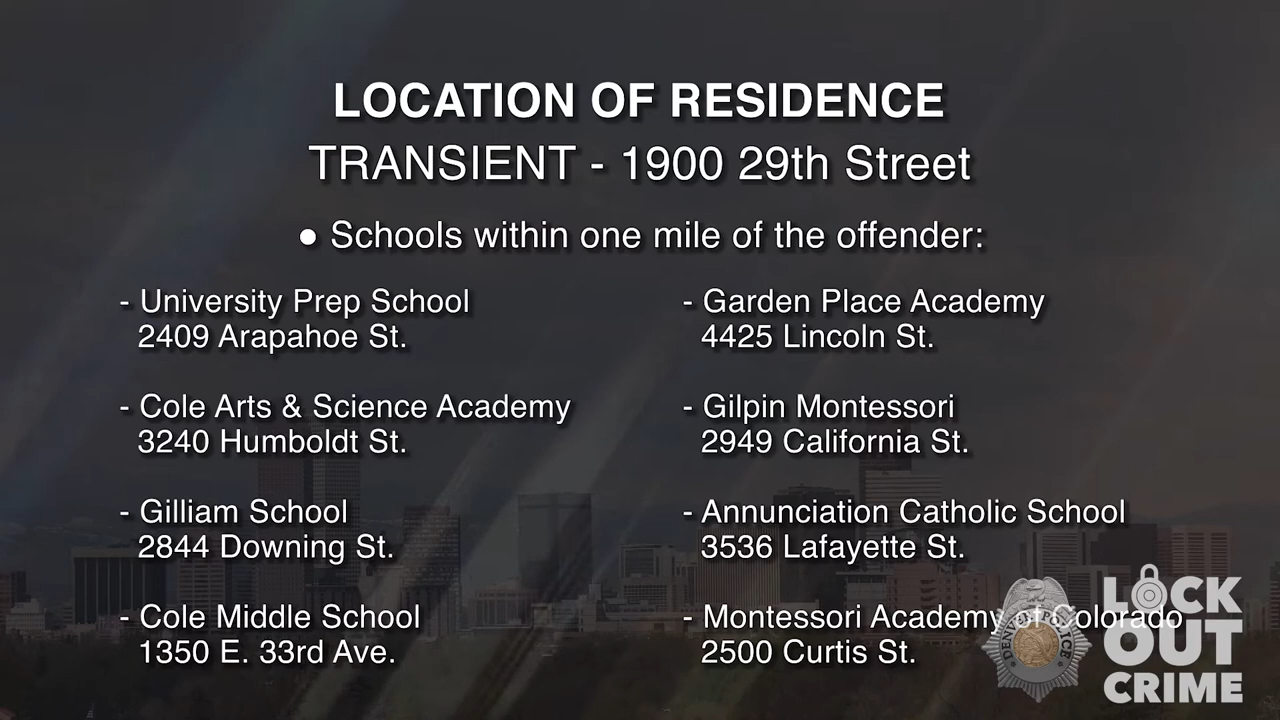 LOCATION OF RESIDENCE
TRANSIENT - 1900 29th Street
● Schools within one mile of the offender:
- University Prep School
2409 Arapahoe St.
- Cole Arts & Science Academy
3240 Humboldt St.
- Gilliam School
2844 Downing St.
- Cole Middle School
1350 E. 33rd Ave.
- Garden Place Academy
4425 Lincoln St.
- Gilpin Montessori
2949 California St.
- Annunciation Catholic School
3536 Lafayette St.
- Montessori Academy of Colorado
2500 Curtis St.
LOCK
OUT
CRIME